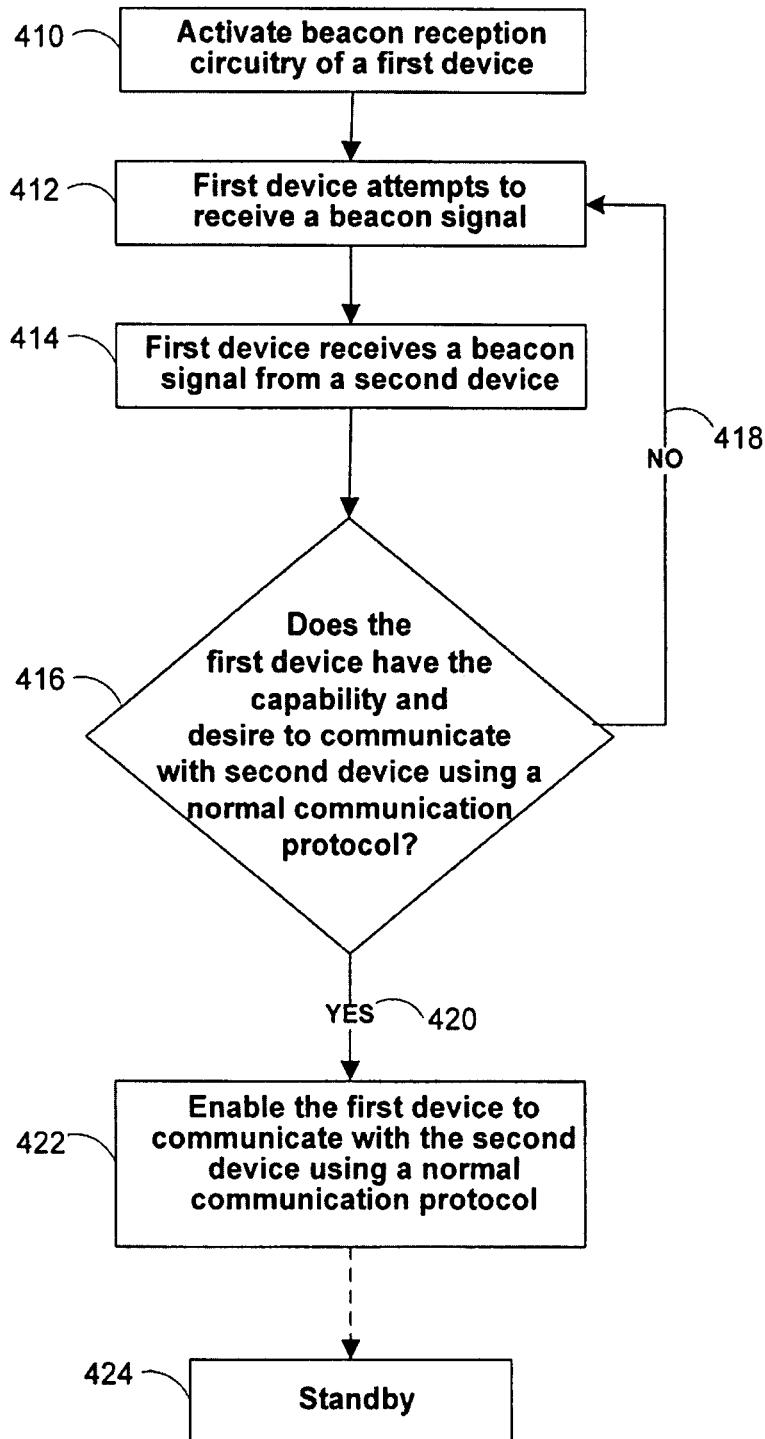 410
Activate beacon reception
circuitry of a first device
412
First device attempts to
receive a beacon signal
414
First device receives a beacon
signal from a second device
418
NO
416
Does the
first device have the
capability and
desire to communicate
with second device using a
normal communication
protocol?
YES
420
422
Enable the first device to
communicate with the second
device using a normal
communication protocol
424
Standby